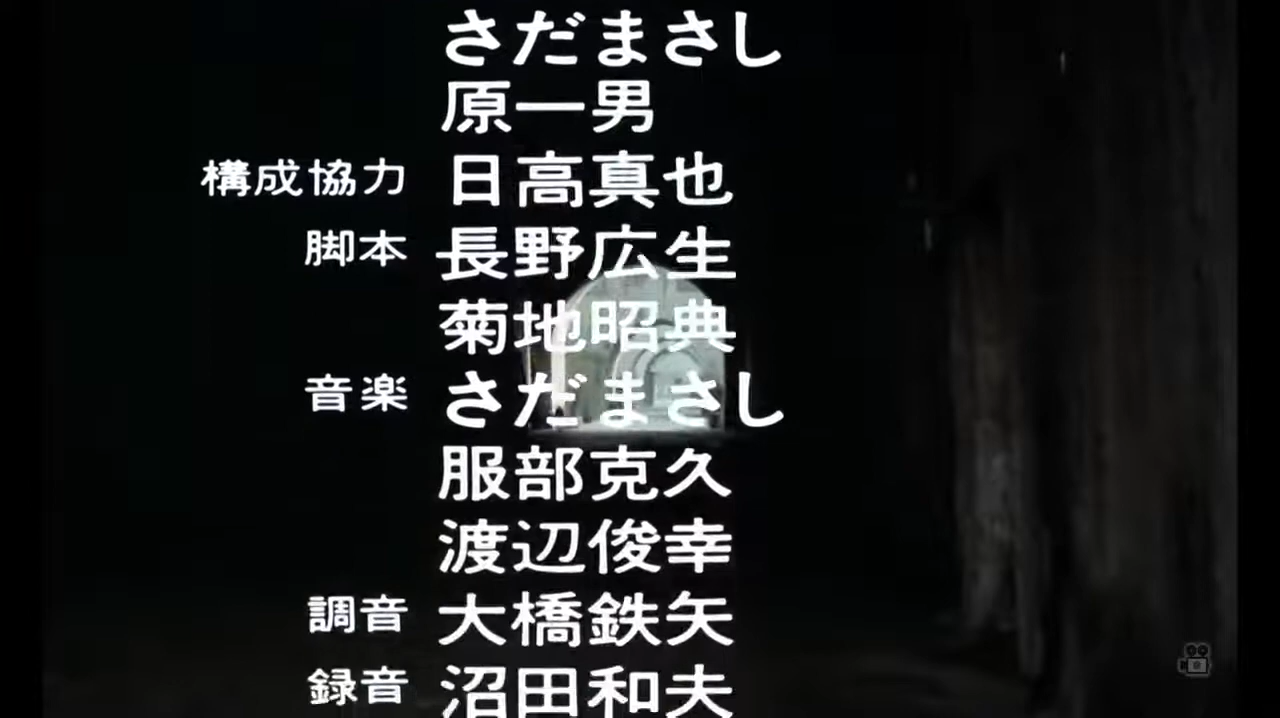 さだまさし
原一男
構成協力 日高真也
脚本 長野広生
菊地昭典
音楽 さだまさし
服部克久
渡辺俊幸
調音 大橋鉄矢
録音 沼田和夫